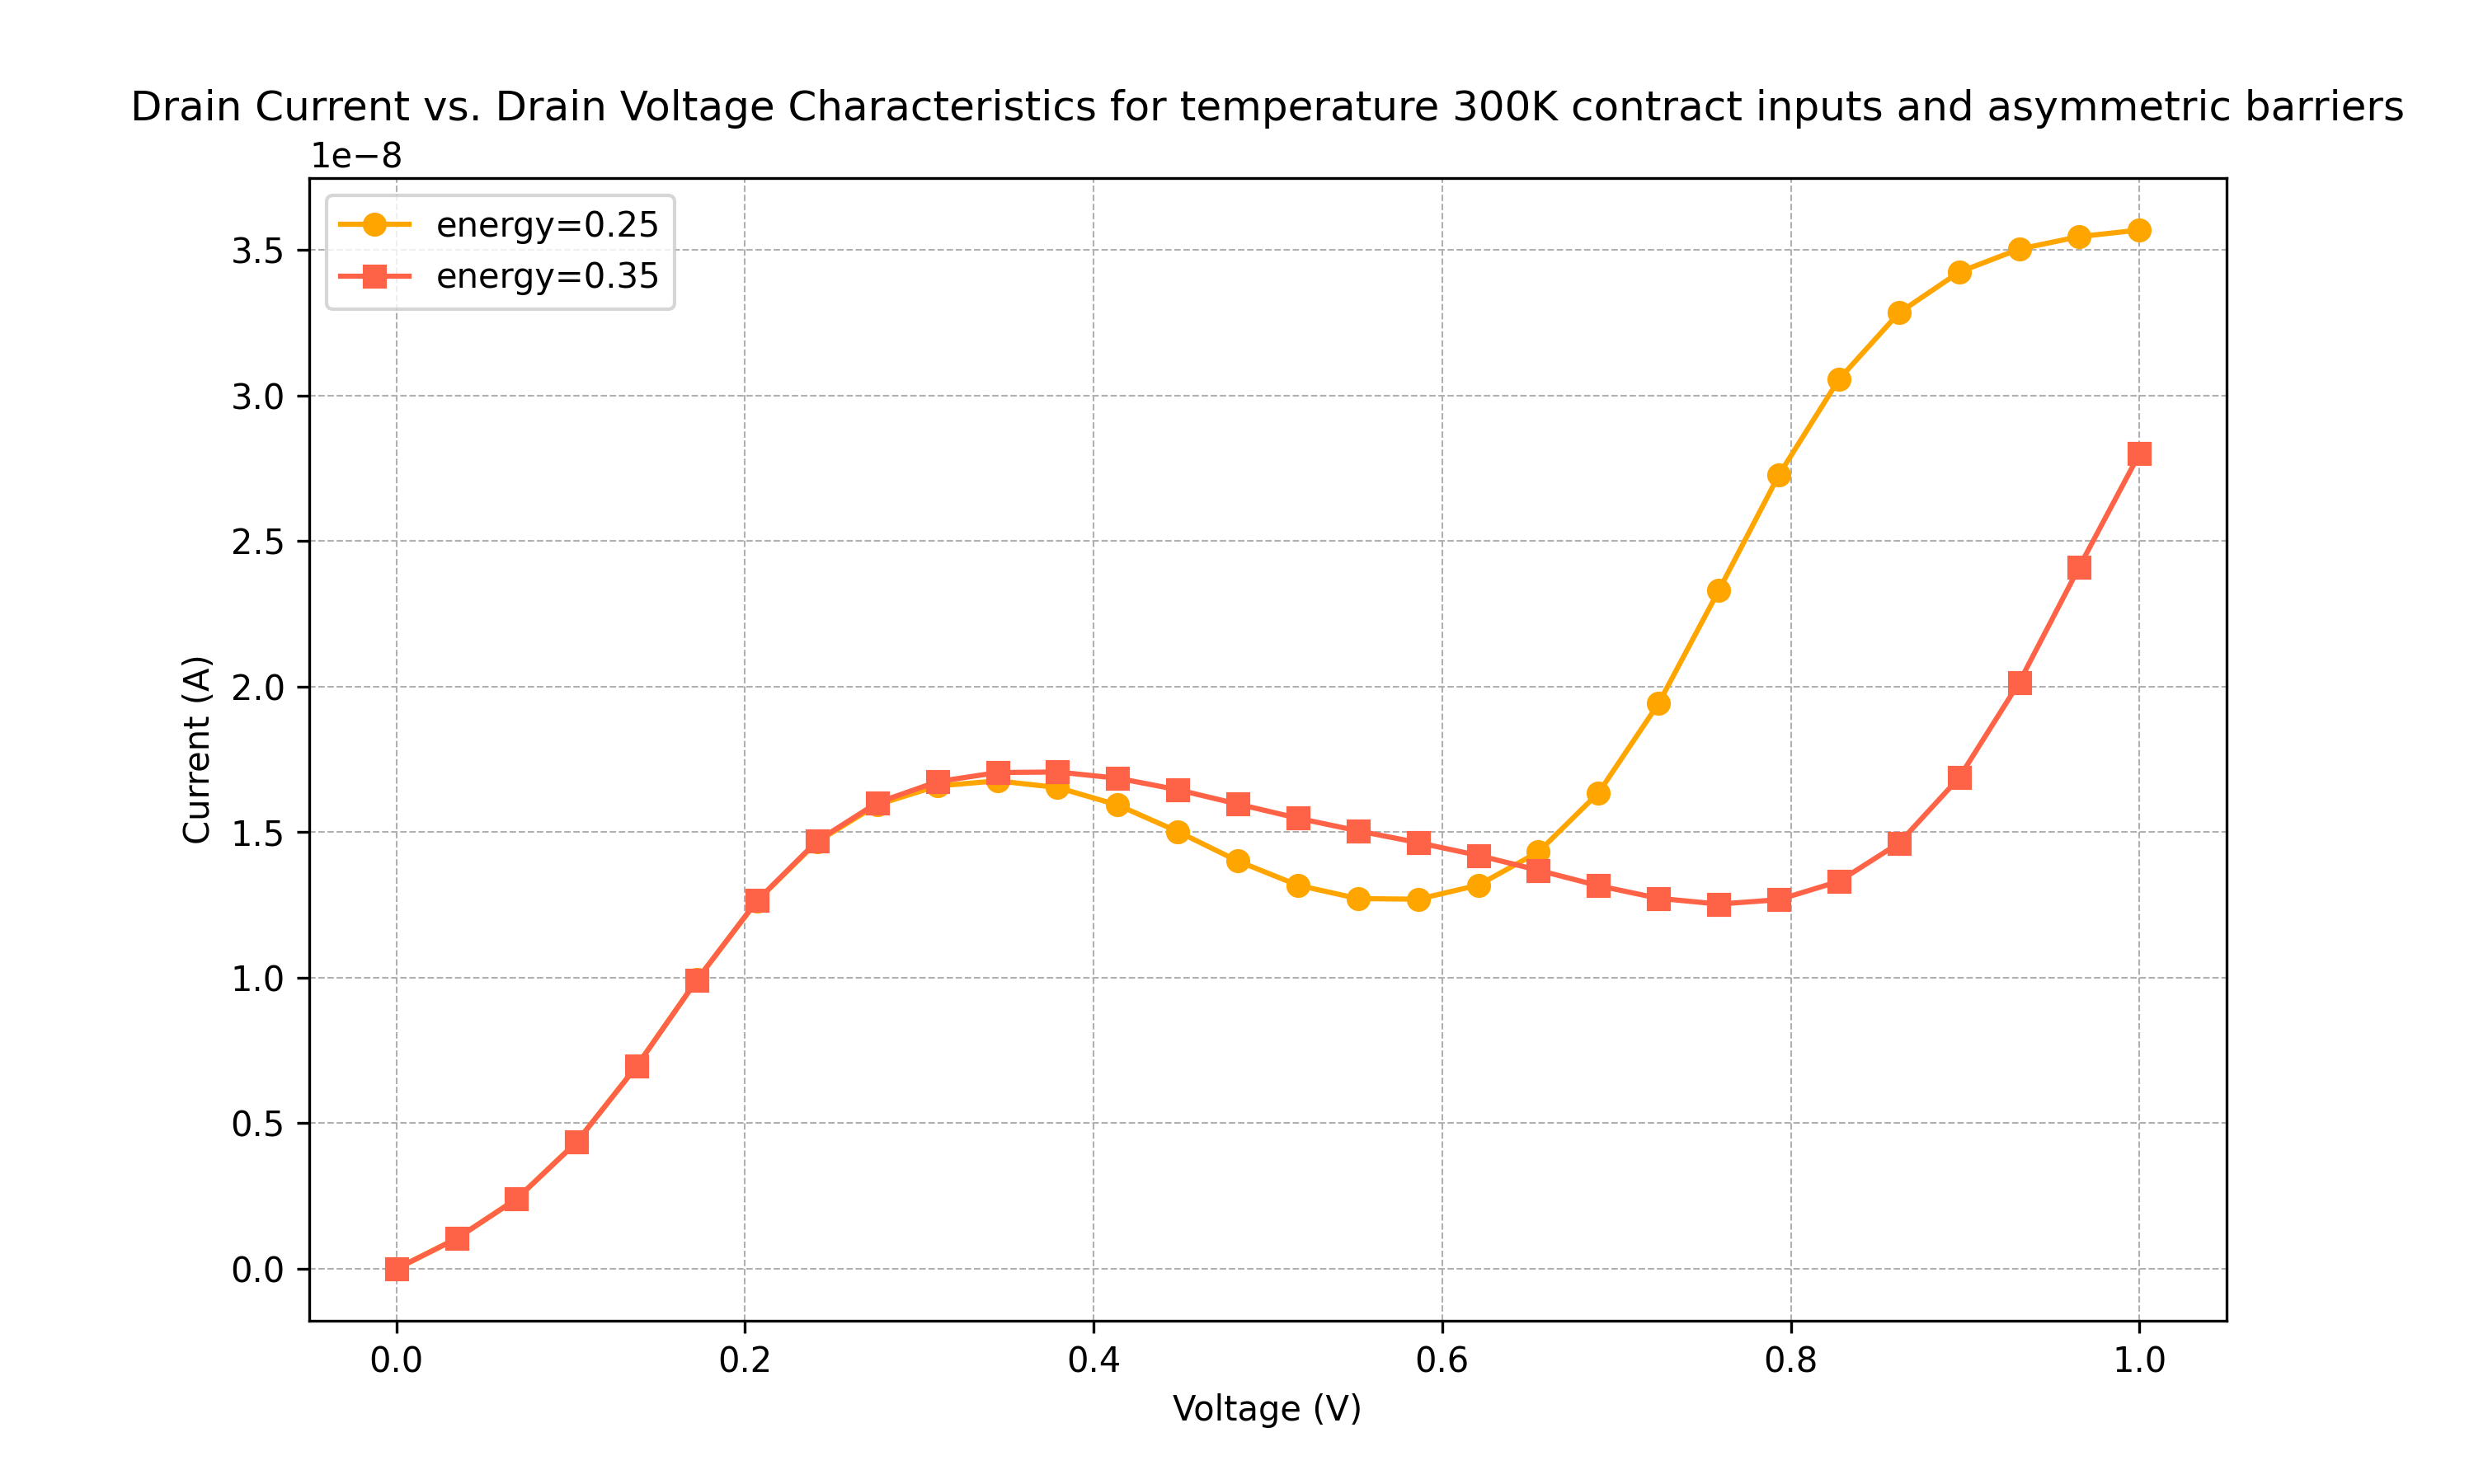 Drain Current vs. Drain Voltage Characteristics for temperature 300K contract inputs and asymmetric barriers
1e−8
energy=0.25
energy=0.35
3.5
3.0
2.5
2.0
1.5
1.0
0.5
0.0
Current (A)
0.0 0.2 0.4 0.6 0.8 1.0
Voltage (V)